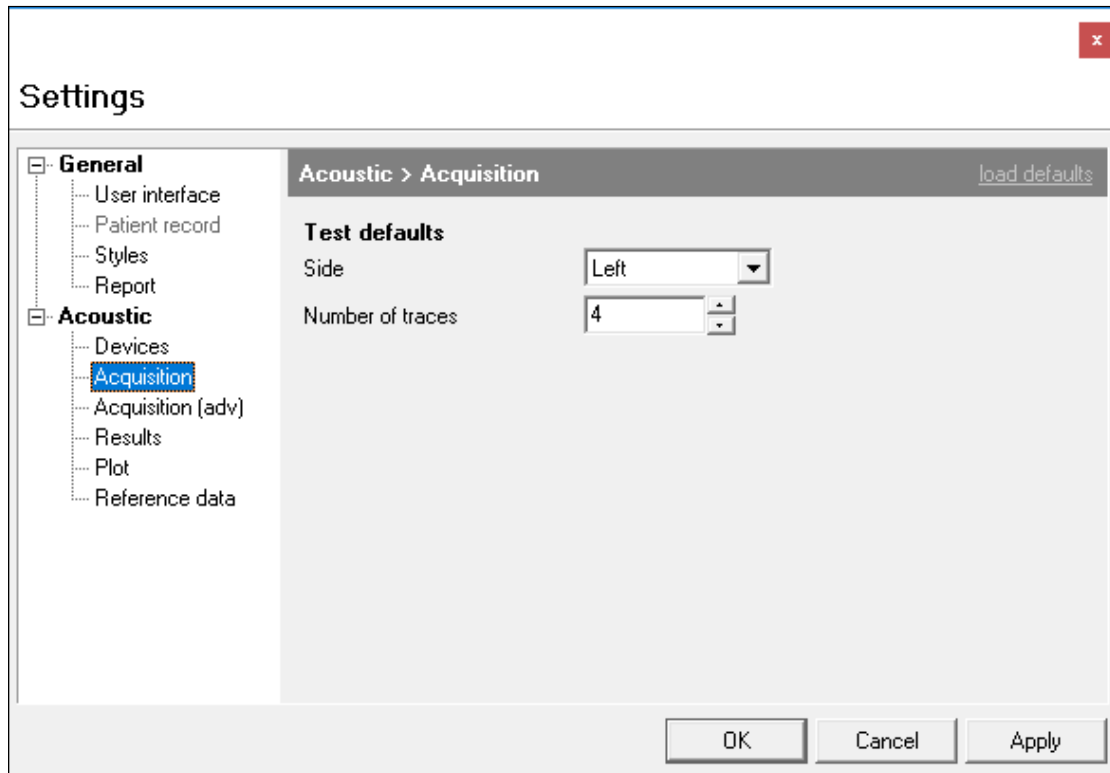 x
Settings
General
User interface
Patient record
Styles
Report
Acoustic
Devices
Acquisition
Acquisition (adv)
Results
Plot
Reference data
Acoustic > Acquisition load defaults
Test defaults
Side Left
Number of traces 4
OK Cancel Apply